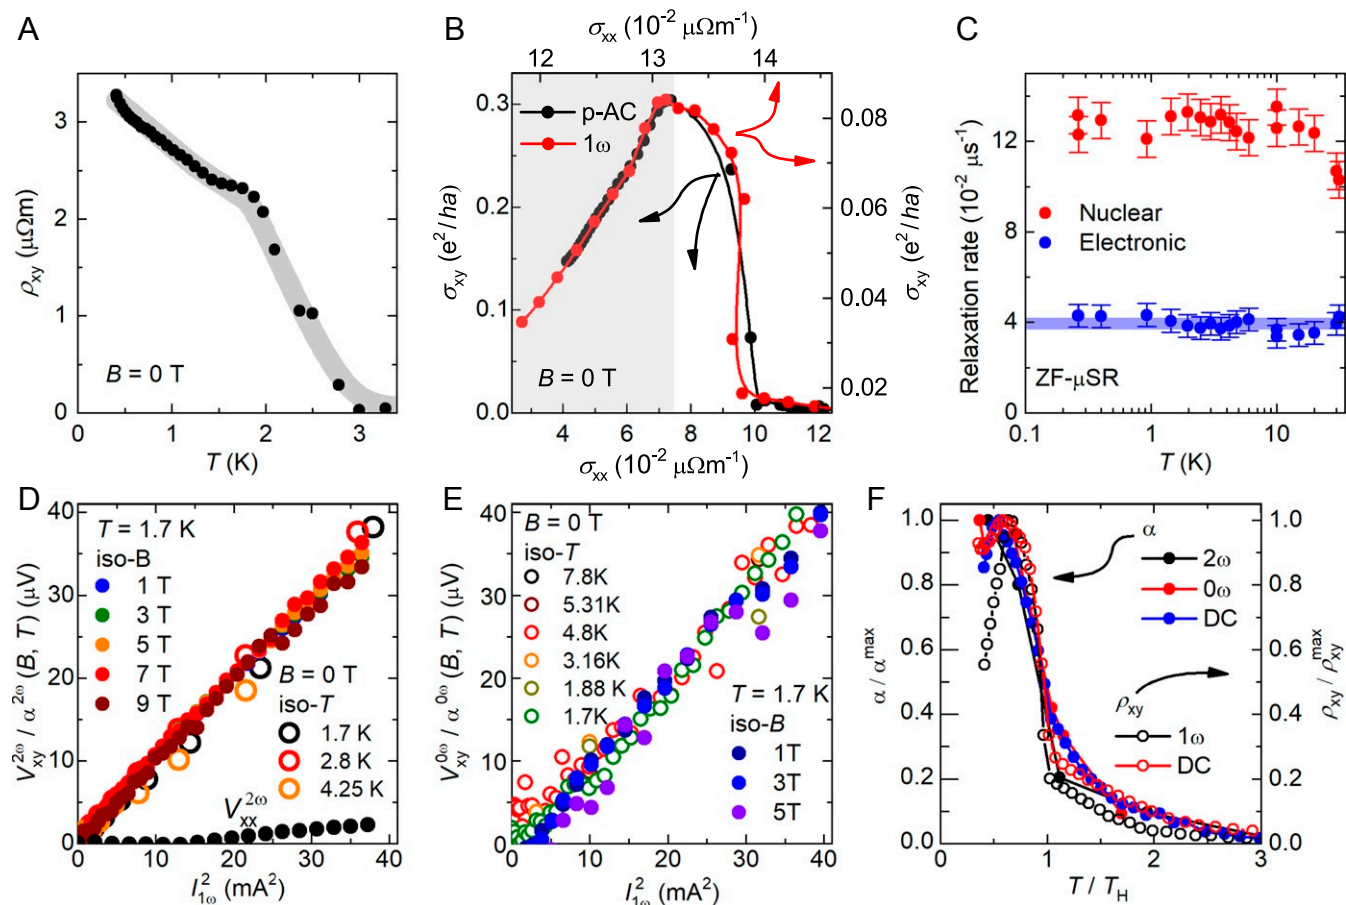 A
ρxy (μΩm)
3
2
1
0
B = 0 T
0 1 2 3
T (K)
B
σxx (10-2 μΩm-1)
12 13 14
σxy (e2/ha)
0.3
0.2
0.1
0.0
p-AC
1ω
B = 0 T
0.08
0.06
0.04
0.02
σxy (e2/ha)
4 6 8 10 12
σxx (10-2 μΩm-1)
C
Relaxation rate (10-2 μs-1)
12
8
4
0
Nuclear
Electronic
ZF-μSR
0.1 1 10
T (K)
D
Vxy2ω / α2ω (B, T) (μV)
40
30
20
10
0
T = 1.7 K
iso-B
1 T
3 T
5 T
7 T
9 T
B = 0 T
iso-T
1.7 K
2.8 K
4.25 K
Vxx2ω
0 10 20 30 40
I1ω2 (mA2)
E
Vxy0ω / α0ω (B, T) (μV)
40
30
20
10
0
B = 0 T
iso-T
7.8K
5.31K
4.8K
3.16K
1.88 K
1.7K
T = 1.7 K
iso-B
1T
3T
5T
0 10 20 30 40
I1ω2 (mA2)
F
α / αmax
1.0
0.8
0.6
0.4
0.2
0.0
α
2ω
0ω
DC
ρxy
1ω
DC
1.0
0.8
0.6
0.4
0.2
0.0
ρxy / ρxymax
0 1 2 3
T / TH